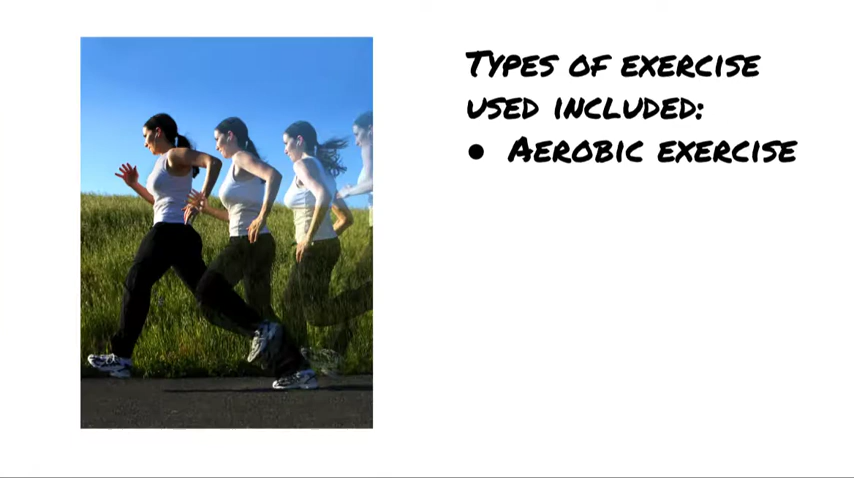 Types of exercise
used included:
● Aerobic exercise